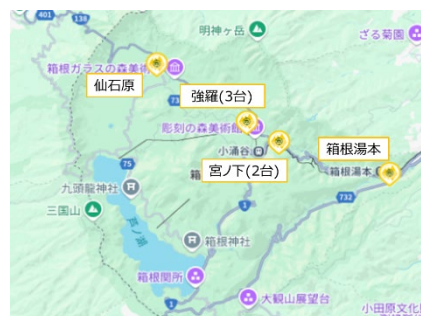 401
138
明神ヶ岳
ざる菊園
箱根ガラスの森美術
仙石原
強羅(3台)
73
彫刻の森美術館
箱根湯本
小涌谷
75
宮ノ下(2台)
箱根湯本
九頭龍神社
箱
732
三国山
芦ノ湖
1
箱根神社
箱根関所
1
大観山展望台
小田原文化